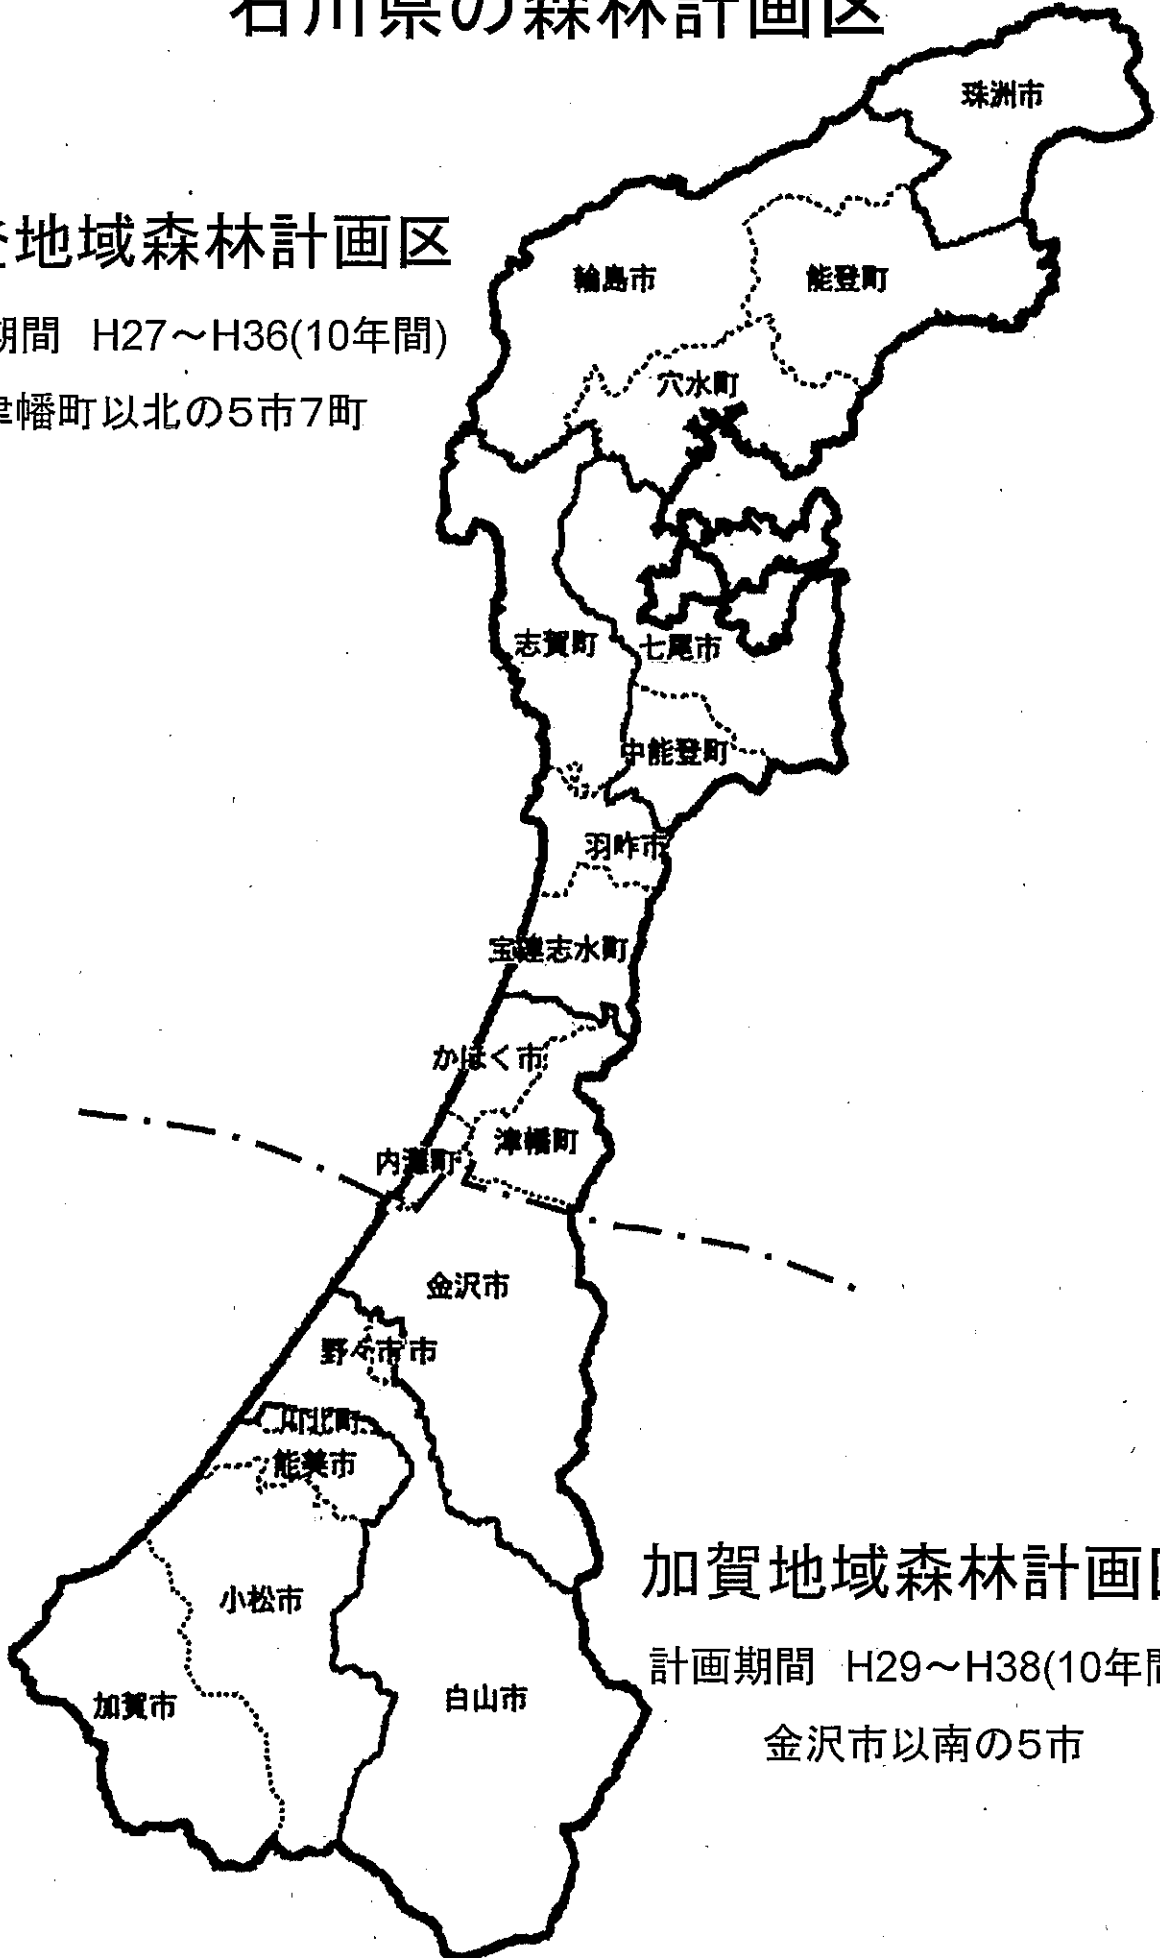 石川県の森林計画区
珠洲市
登地域森林計画区
輪島市
能登町
期間 H27～H36(10年間)
穴水町
津幡町以北の5市7町
志賀町
七尾市
中能登町
羽咋市
宝達志水町
かほく市
津幡町
内灘町
金沢市
野々市市
川北町
能美市
加賀地域森林計画区
小松市
計画期間 H29～H38(10年間
加賀市
白山市
金沢市以南の5市